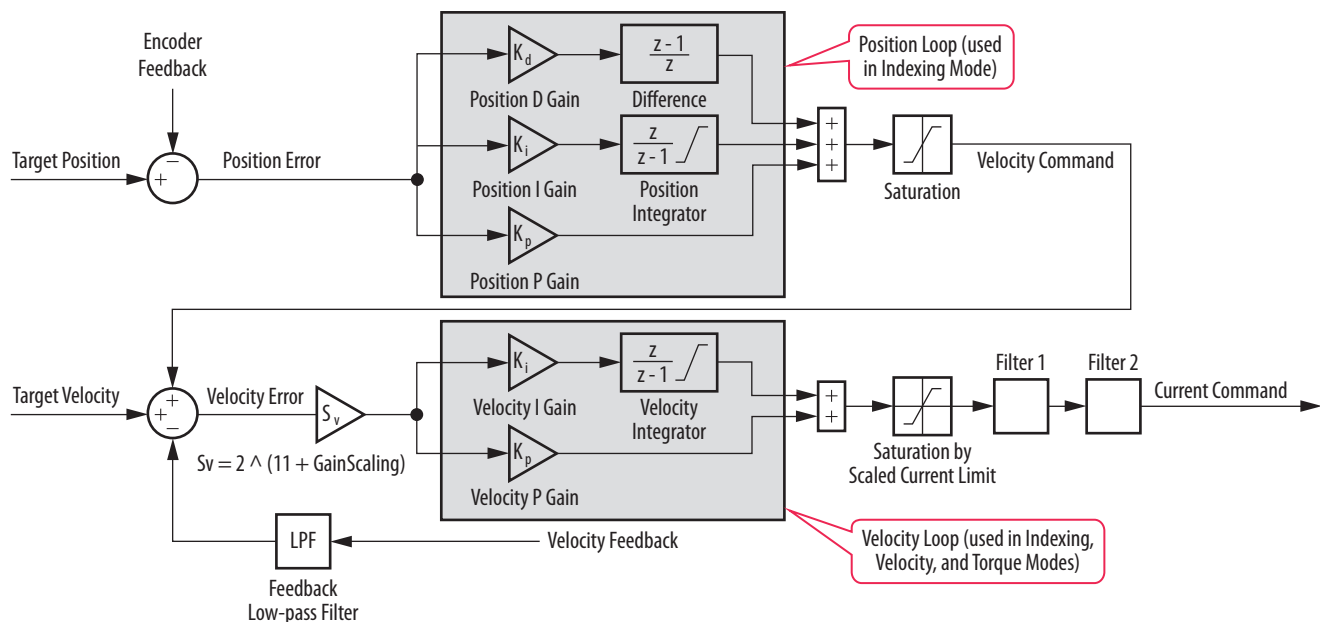 Encoder
Feedback
Target Position
−
+
Position Error
K d
Position D Gain
z - 1
z
Difference
K i
Position I Gain
z
z - 1
Position
Integrator
K p
Position P Gain
Position Loop (used
in Indexing Mode)
+
+
+
Saturation
Velocity Command
Target Velocity
+
+
−
Velocity Error
S v
Sv = 2 ^ (11 + GainScaling)
K i
Velocity I Gain
z
z - 1
Velocity
Integrator
K p
Velocity P Gain
+
+
Saturation by
Scaled Current Limit
Filter 1
Filter 2
Current Command
LPF
Feedback
Low-pass Filter
Velocity Feedback
Velocity Loop (used in Indexing,
Velocity, and Torque Modes)